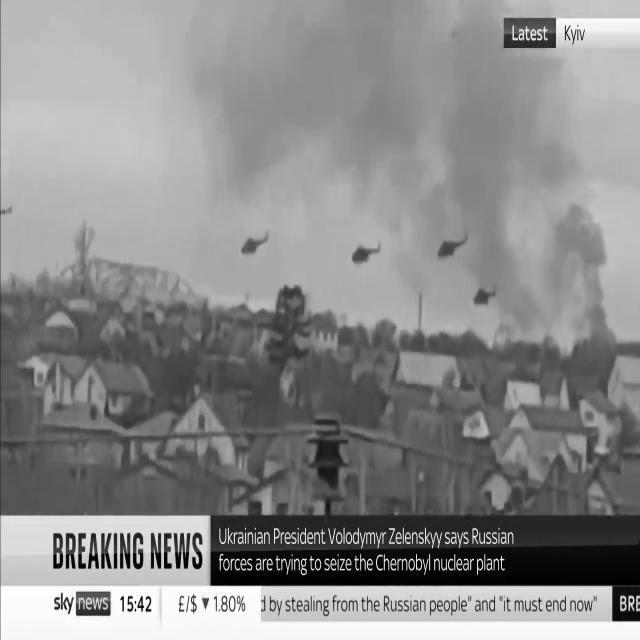 Latest Kyiv
BREAKING NEWS
Ukrainian President Volodymyr Zelenskyy says Russian
forces are trying to seize the Chernobyl nuclear plant
sky news 15:42 £/$ ▼ 1.80% by stealing from the Russian people" and "it must end now"